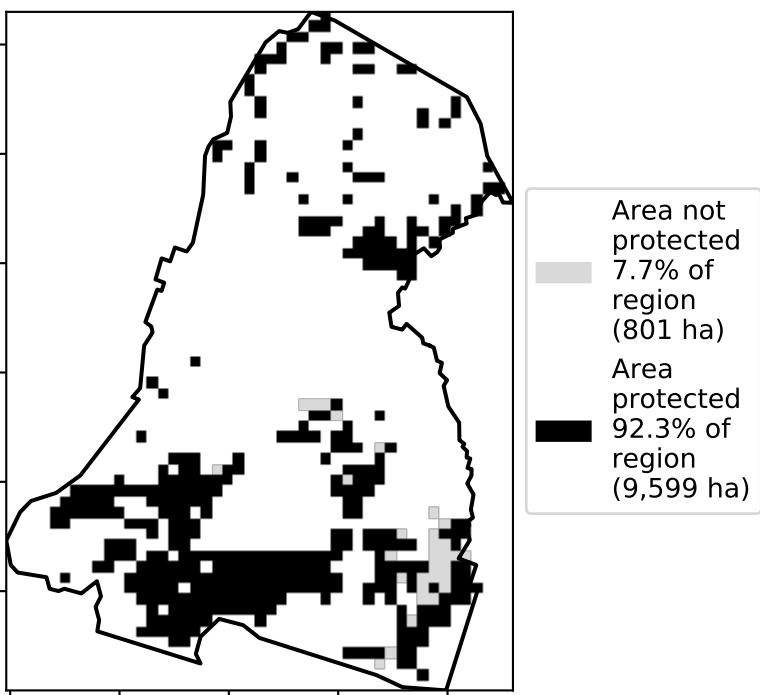 Area not
protected
7.7% of
region
(801 ha)
Area
protected
92.3% of
region
(9,599 ha)